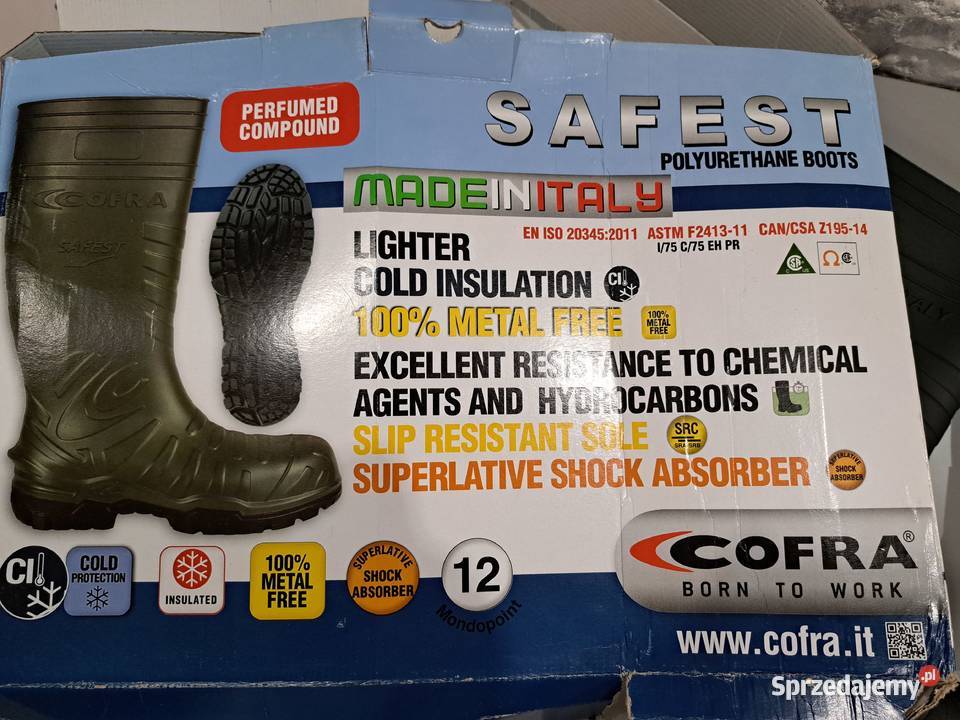 PERFUMED
COMPOUND
SAFEST
POLYURETHANE BOOTS
MADEINITALY
EN ISO 20345:2011 ASTM F2413-11 CAN/CSA Z195-14
I/75 C/75 EH PR
COFRA
SAFEST
LIGHTER
COLD INSULATION CI
100% METAL FREE
100%
METAL
FREE
EXCELLENT RESISTANCE TO CHEMICAL
AGENTS AND HYDROCARBONS
SLIP RESISTANT SOLE
SRC
SRA+SRB
SUPERLATIVE SHOCK ABSORBER
SUPERLATIVE
SHOCK
ABSORBER
CI
COLD
PROTECTION
INSULATED
100%
METAL
FREE
SUPERLATIVE
SHOCK
ABSORBER
12
Mondopoint
COFRA®
BORN TO WORK
www.cofra.it
Sprzedajemy.pl